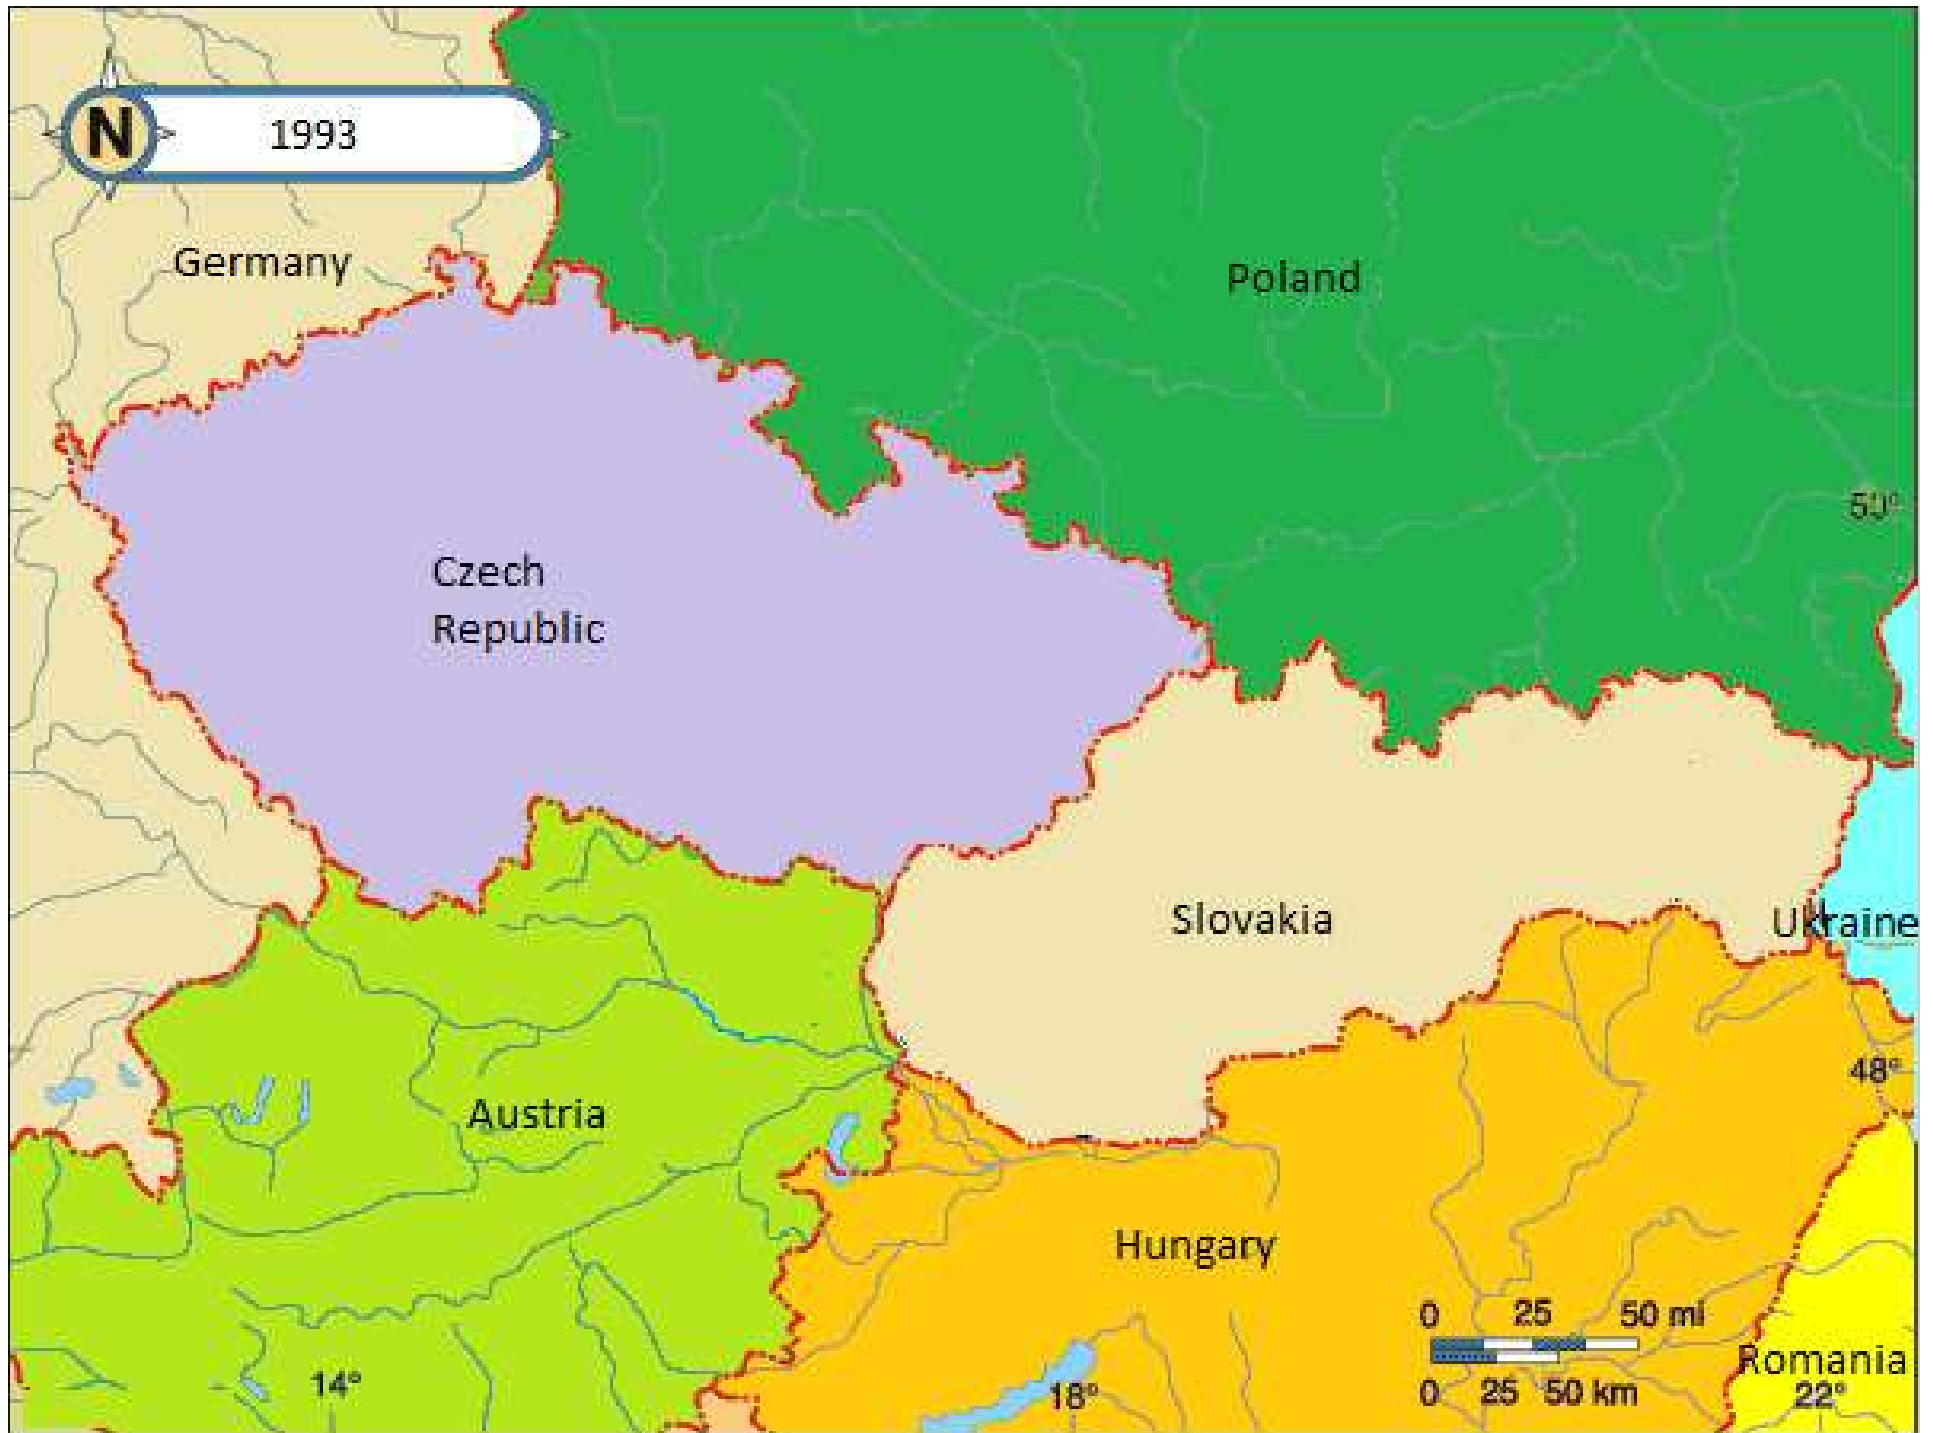 N
1993
Germany
Poland
50°
Czech
Republic
Slovakia
Ukraine
48°
Austria
Hungary
0 25 50 mi
Romania
14°
18°
0 25 50 km
22°